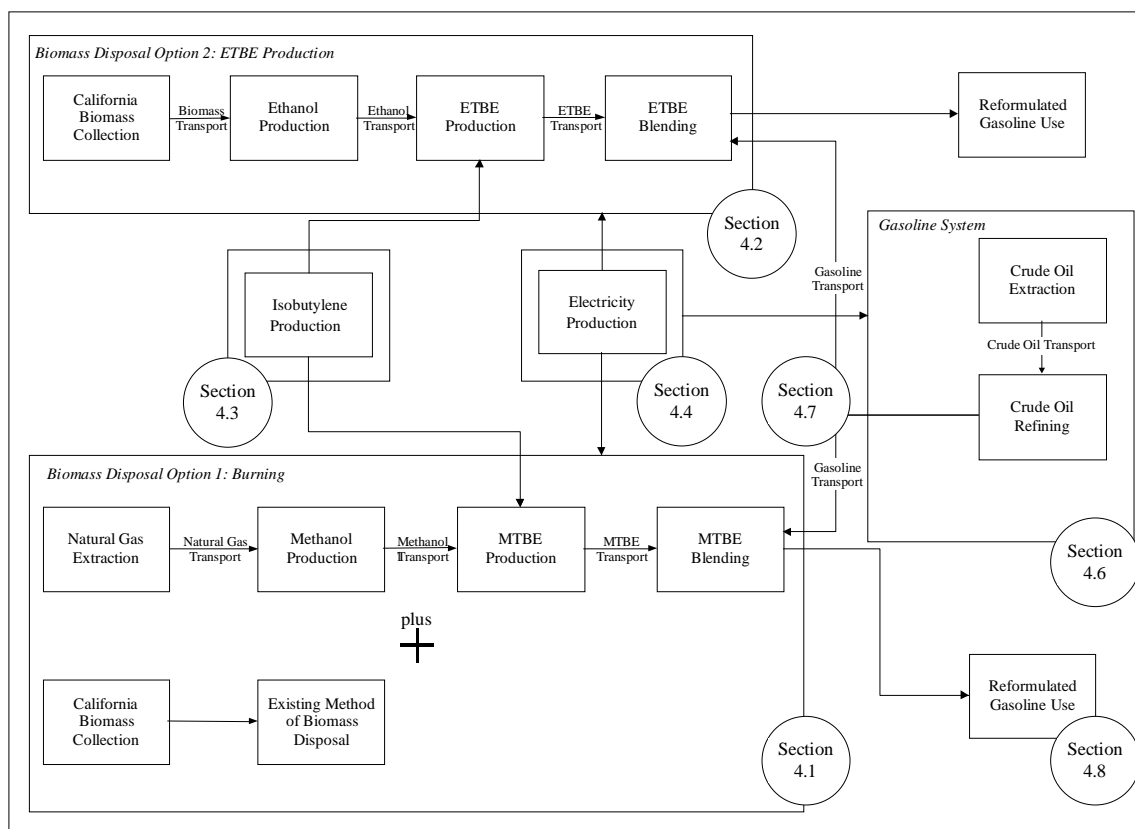 Biomass Disposal Option 2: ETBE Production
California
Biomass
Collection
Biomass
Transport
Ethanol
Production
Ethanol
Transport
ETBE
Production
ETBE
Transport
ETBE
Blending
Reformulated
Gasoline Use
Section
4.2
Gasoline System
Isobutylene
Production
Section
4.3
Electricity
Production
Section
4.4
Gasoline
Transport
Crude Oil
Extraction
Crude Oil Transport
Section
4.7
Crude Oil
Refining
Gasoline
Transport
Section
4.6
Biomass Disposal Option 1: Burning
Natural Gas
Extraction
Natural Gas
Transport
Methanol
Production
Methanol
Transport
MTBE
Production
MTBE
Transport
MTBE
Blending
plus
California
Biomass
Collection
Existing Method
of Biomass
Disposal
Section
4.1
Reformulated
Gasoline Use
Section
4.8